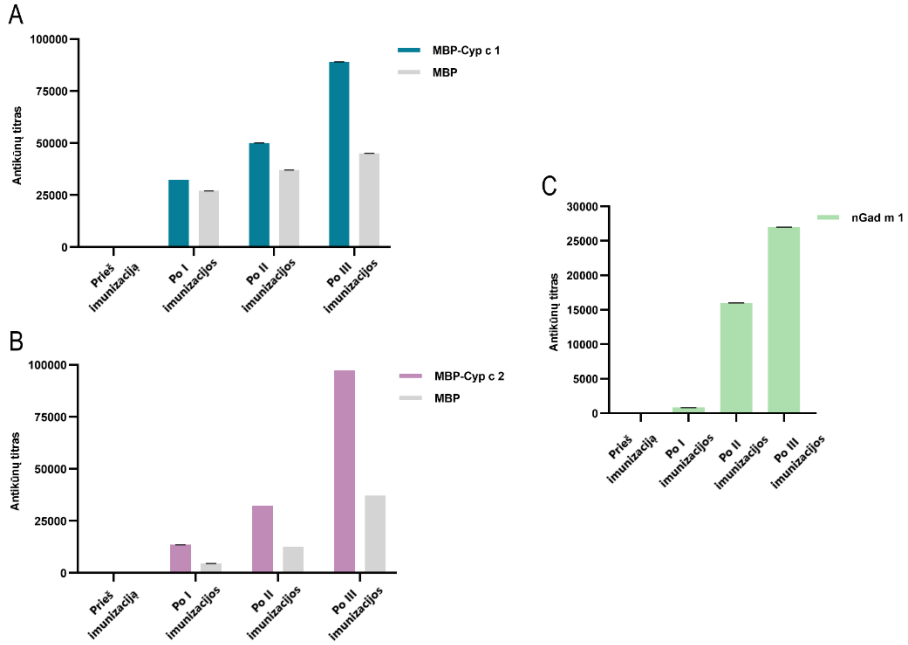 A
Antikūnų titras
100000
75000
50000
25000
0
Prieš
imunizaciją
Po I
imunizacijos
Po II
imunizacijos
Po III
imunizacijos
MBP-Cyp c 1
MBP
B
Antikūnų titras
100000
75000
50000
25000
0
Prieš
imunizaciją
Po I
imunizacijos
Po II
imunizacijos
Po III
imunizacijos
MBP-Cyp c 2
MBP
C
Antikūnų titras
30000
25000
20000
15000
10000
5000
0
Prieš
imunizaciją
Po I
imunizacijos
Po II
imunizacijos
Po III
imunizacijos
nGad m 1